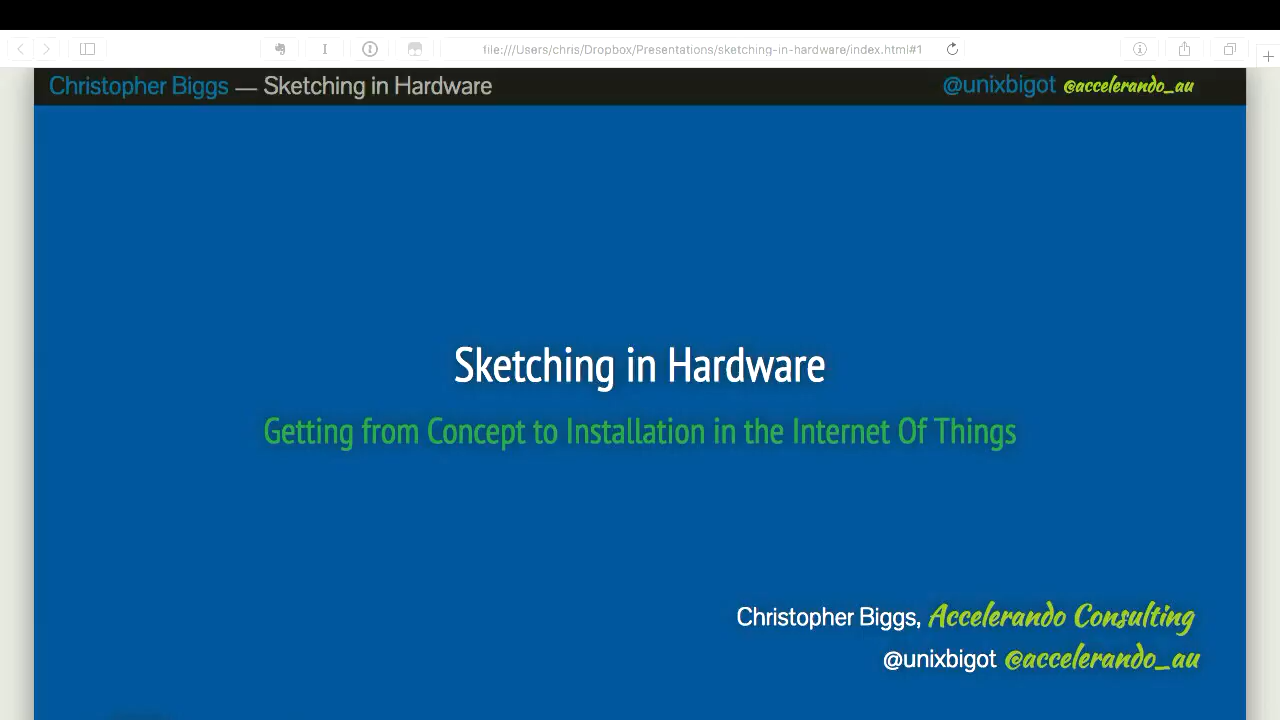 file:///Users/chris/Dropbox/Presentations/sketching-in-hardware/index.html#1
Christopher Biggs — Sketching in Hardware
@unixbigot @accelerando_au
Sketching in Hardware
Getting from Concept to Installation in the Internet Of Things
Christopher Biggs, Accelerando Consulting
@unixbigot @accelerando_au